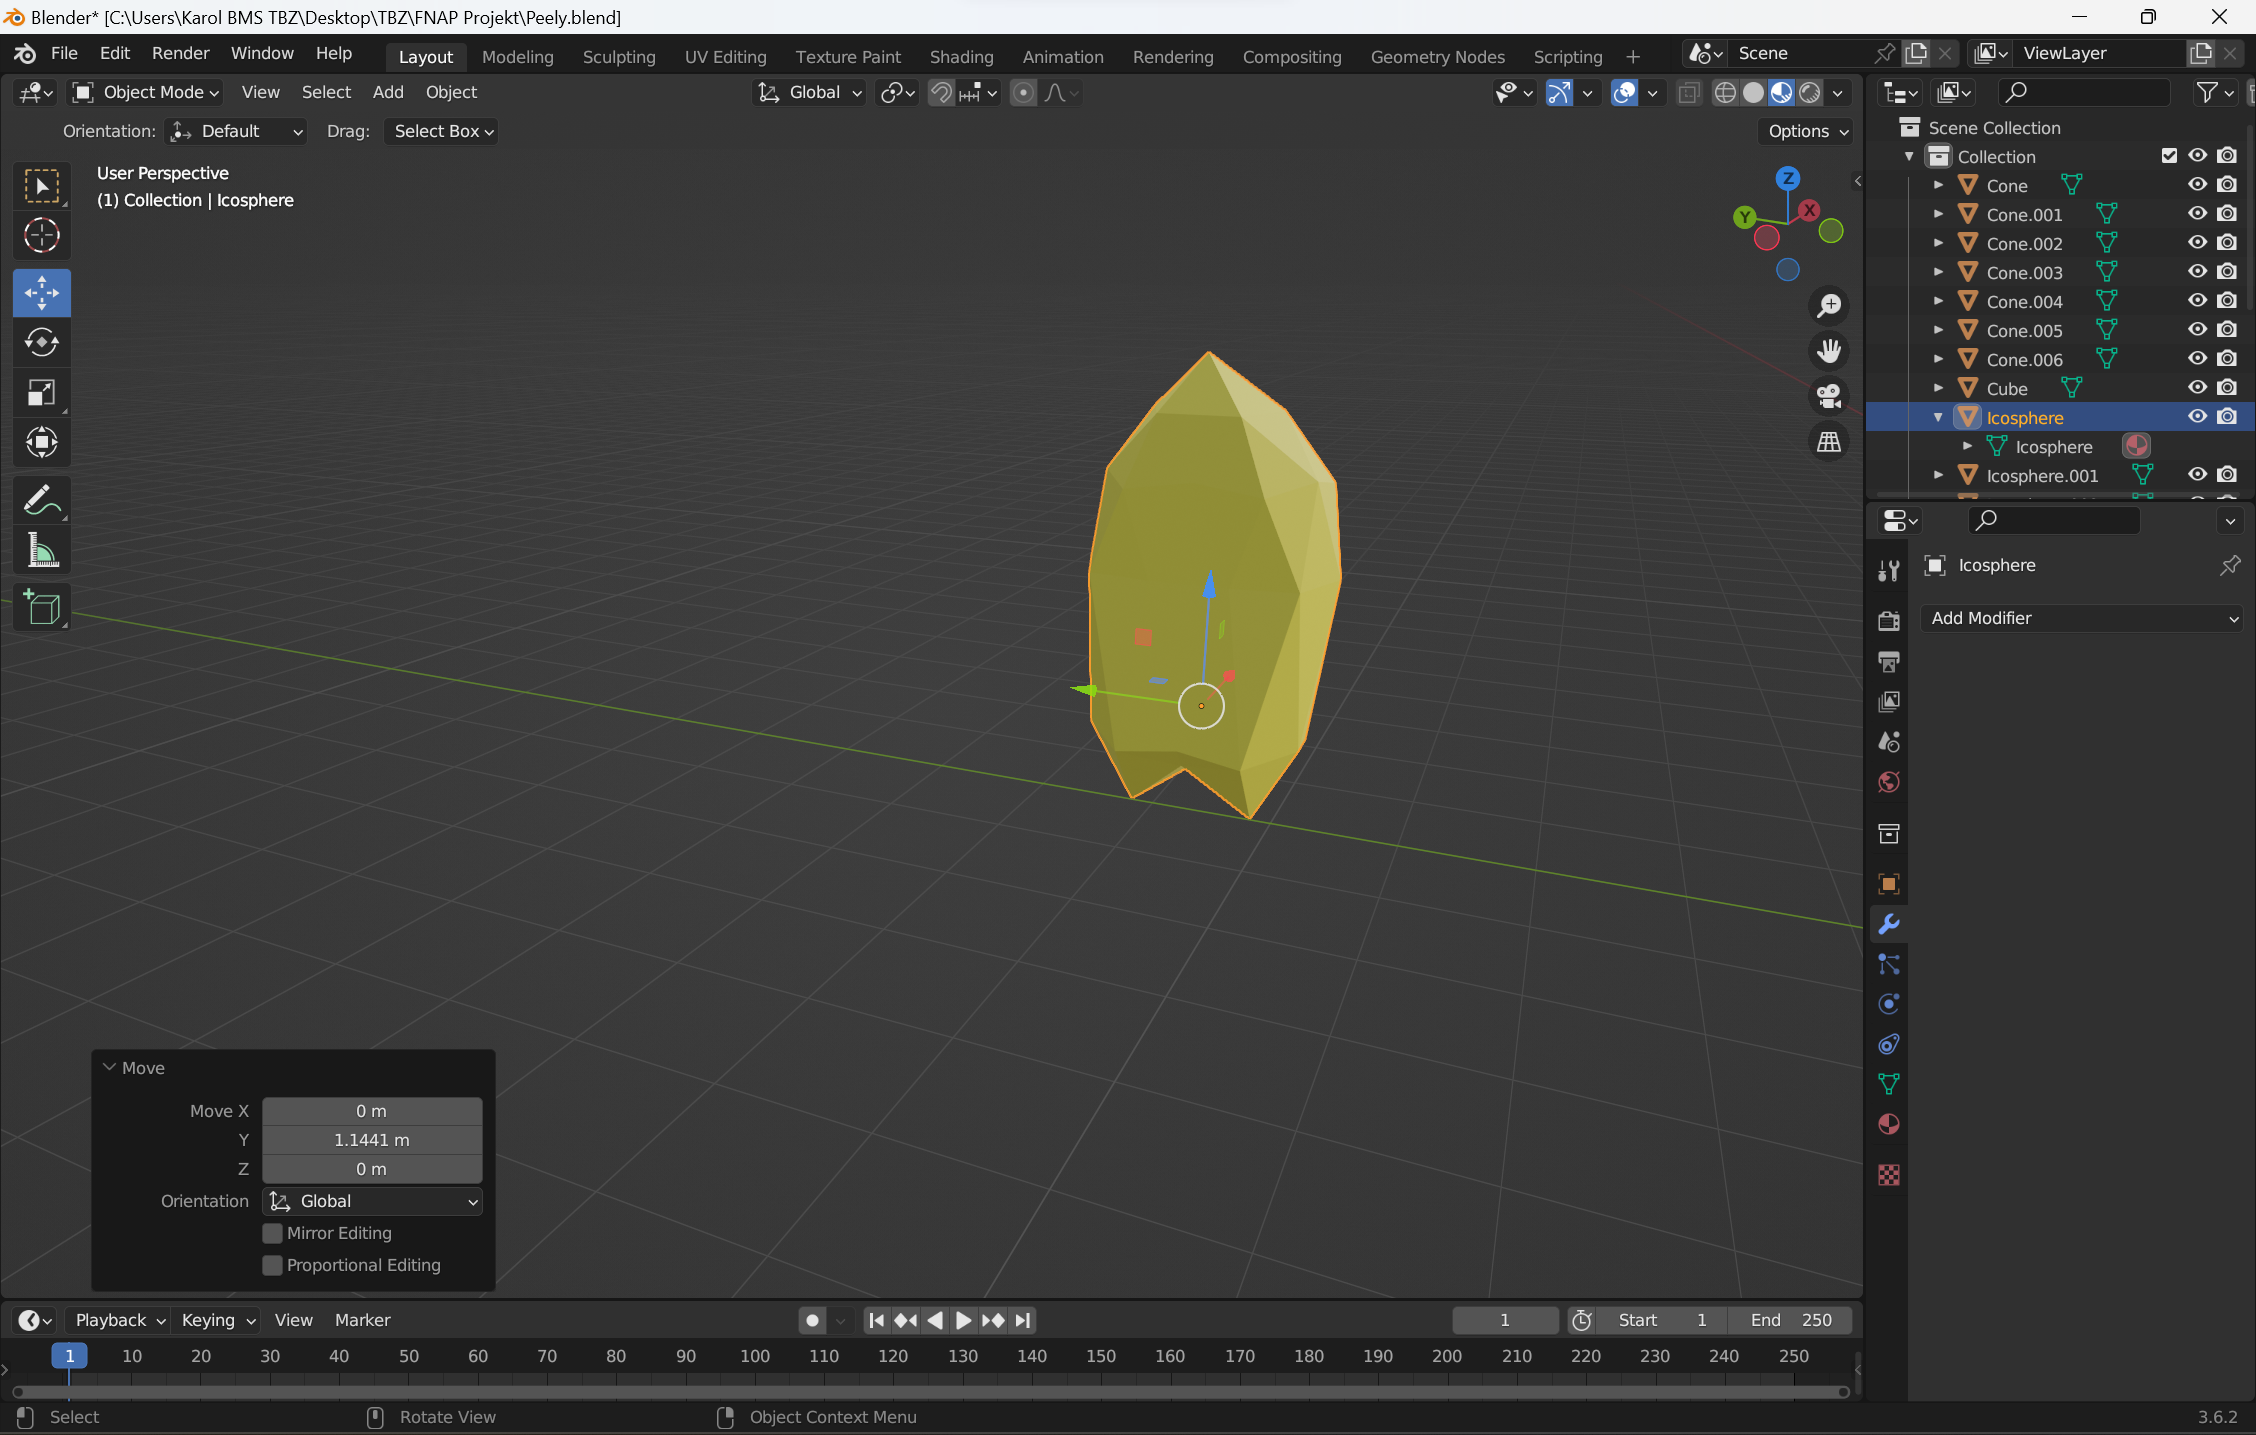 Blender* [C:\Users\Karol BMS TBZ\Desktop\TBZ\FNAP Projekt\Peely.blend]
File Edit Render Window Help Layout Modeling Sculpting UV Editing Texture Paint Shading Animation Rendering Compositing Geometry Nodes Scripting + Scene ViewLayer
Object Mode View Select Add Object Global
Orientation: Default Drag: Select Box Options
User Perspective
(1) Collection | Icosphere
Z
Y X
Scene Collection
Collection
Cone
Cone.001
Cone.002
Cone.003
Cone.004
Cone.005
Cone.006
Cube
Icosphere
Icosphere
Icosphere.001
Icosphere
Add Modifier
Move
Move X 0 m
Y 1.1441 m
Z 0 m
Orientation Global
Mirror Editing
Proportional Editing
Playback Keying View Marker 1 Start 1 End 250
1 10 20 30 40 50 60 70 80 90 100 110 120 130 140 150 160 170 180 190 200 210 220 230 240 250
Select Rotate View Object Context Menu 3.6.2